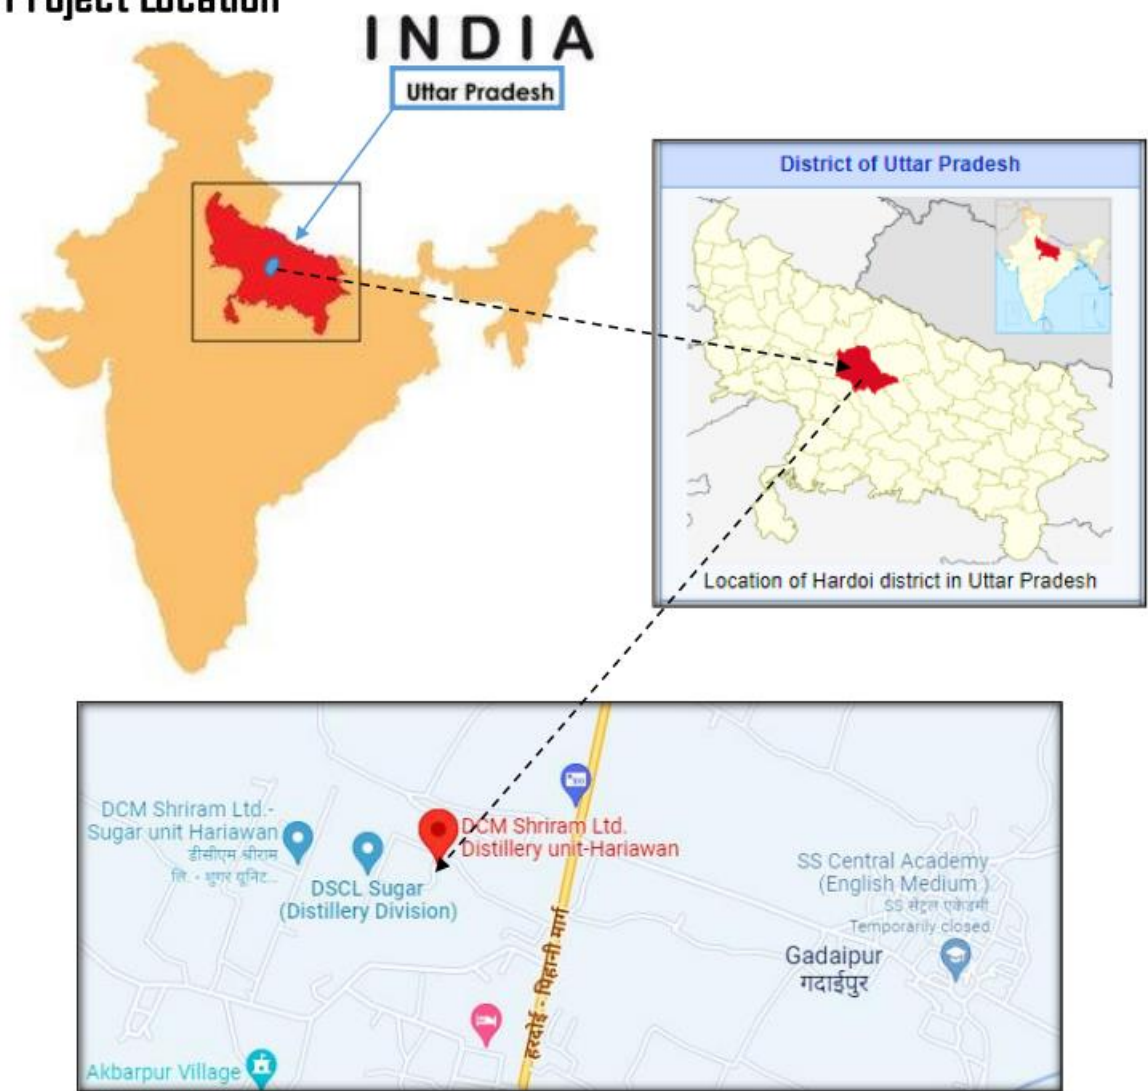 Project Location
INDIA
Uttar Pradesh
District of Uttar Pradesh
Location of Hardoi district in Uttar Pradesh
DCM Shriram Ltd.-
Sugar unit Hariawan
डीसीएम श्रीराम
लि. - शुगर यूनिट...
DSCL Sugar
(Distillery Division)
DCM Shriram Ltd.
Distillery unit-Hariawan
हरदोई - पिहानी मार्ग
SS Central Academy
(English Medium )
SS सेंट्रल एकेडमी
Temporarily closed
Gadaipur
गदाईपुर
Akbarpur Village